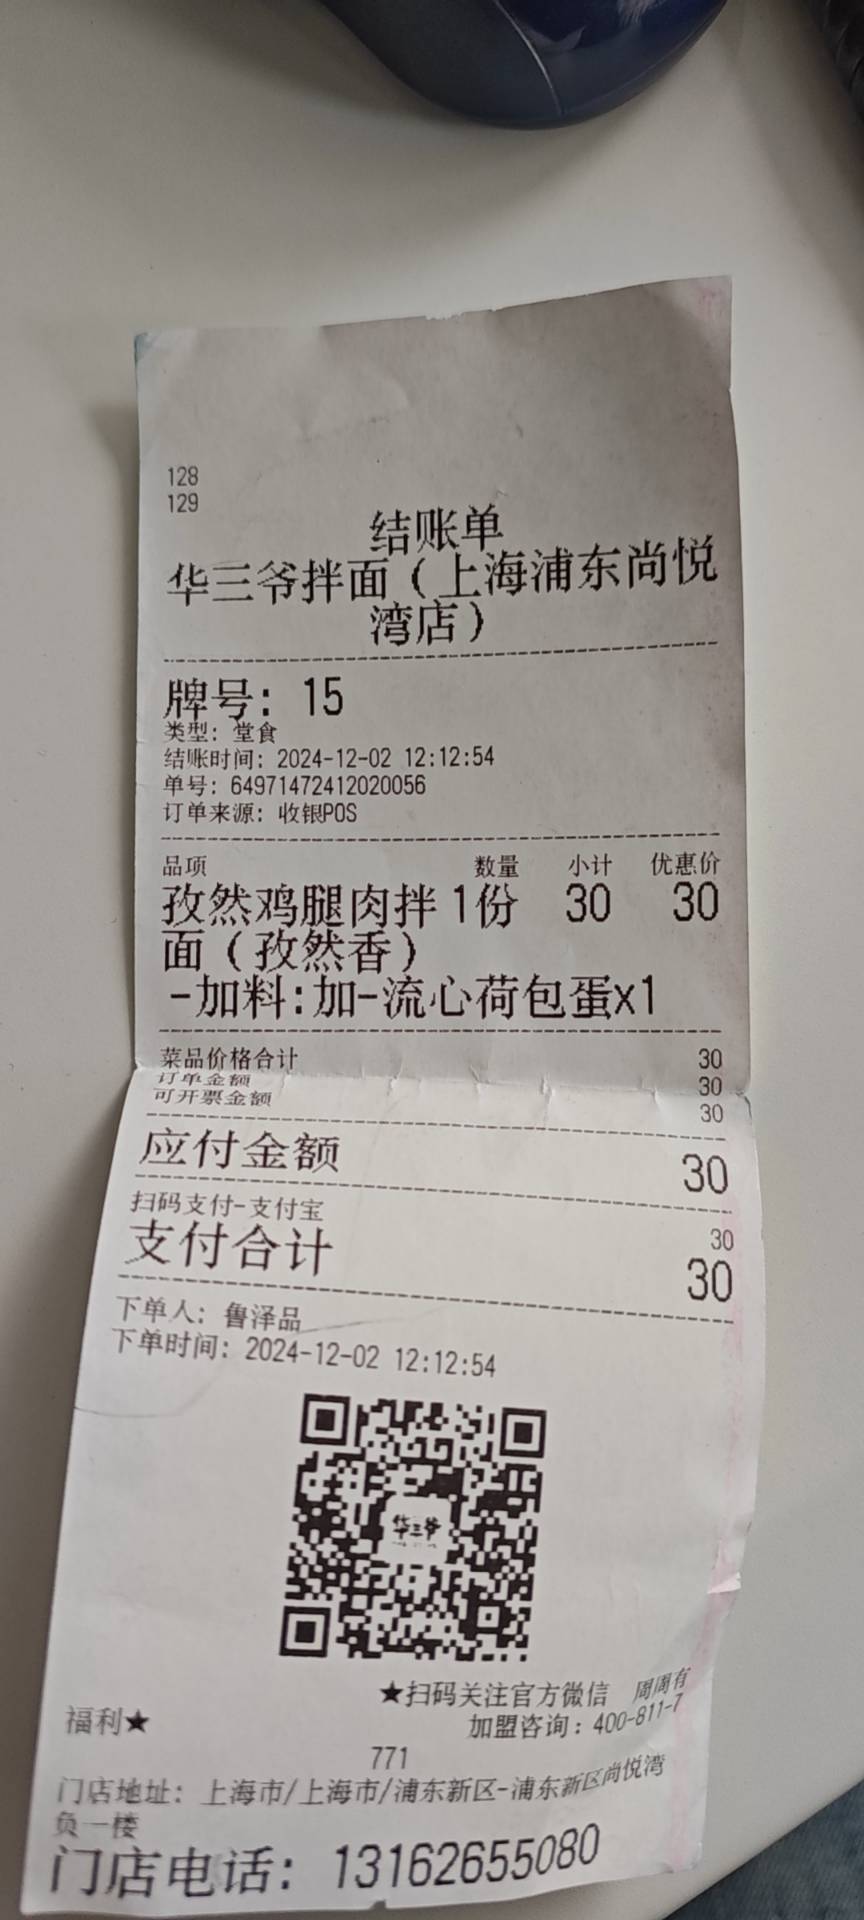 128
129
结账单
华三爷拌面（上海浦东尚悦
湾店）
牌号: 15
类型: 堂食
结账时间: 2024-12-02 12:12:54
单号: 64971472412020056
订单来源: 收银POS
品项 数量 小计 优惠价
孜然鸡腿肉拌 1份 30 30
面（孜然香）
-加料:加-流心荷包蛋x1
菜品价格合计 30
订单金额 30
可开票金额 30
应付金额 30
扫码支付-支付宝 30
支付合计 30
下单人: 鲁泽品
下单时间: 2024-12-02 12:12:54
华三爷
★扫码关注官方微信 周周有
福利★ 加盟咨询: 400-811-7
771
门店地址: 上海市/上海市/浦东新区-浦东新区尚悦湾
负一楼
门店电话: 13162655080